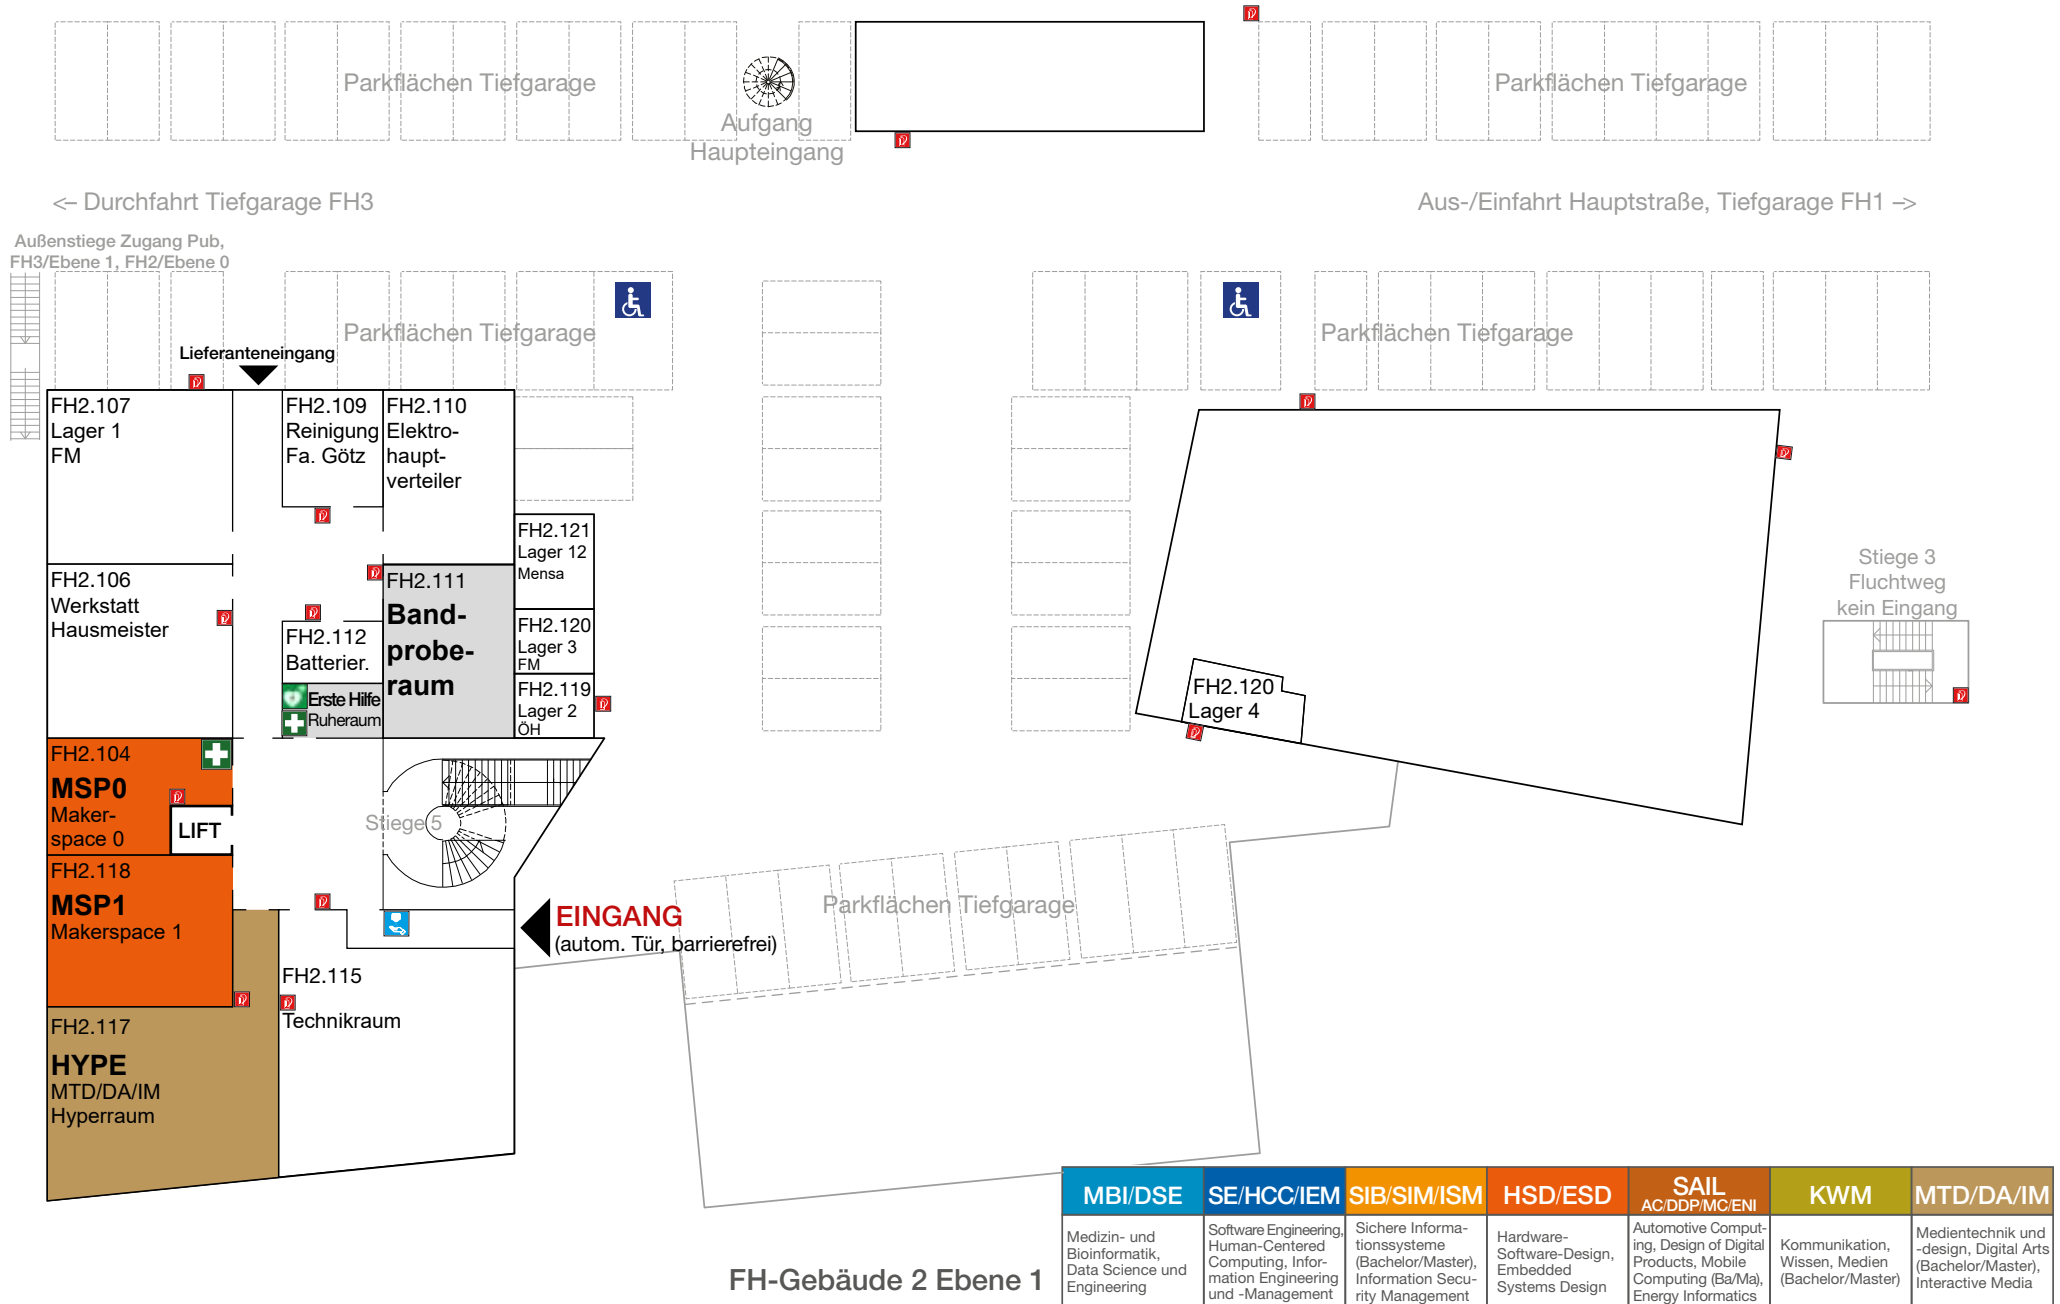 Parkflächen Tiefgarage
Aufgang
Haupteingang
Parkflächen Tiefgarage
<– Durchfahrt Tiefgarage FH3
Aus-/Einfahrt Hauptstraße, Tiefgarage FH1 –>
Außenstiege Zugang Pub,
FH3/Ebene 1, FH2/Ebene 0
Parkflächen Tiefgarage
Parkflächen Tiefgarage
Lieferanteneingang
FH2.107
Lager 1
FM
FH2.109
Reinigung
Fa. Götz
FH2.110
Elektro-
haupt-
verteiler
FH2.121
Lager 12
Mensa
FH2.106
Werkstatt
Hausmeister
FH2.111
Band-
probe-
raum
FH2.112
Batterier.
FH2.120
Lager 3
FM
Erste Hilfe
Ruheraum
FH2.119
Lager 2
ÖH
Stiege 3
Fluchtweg
kein Eingang
FH2.120
Lager 4
FH2.104
MSP0
Maker-
space 0
LIFT
Stiege 5
FH2.118
MSP1
Makerspace 1
EINGANG
(autom. Tür, barrierefrei)
Parkflächen Tiefgarage
FH2.115
Technikraum
FH2.117
HYPE
MTD/DA/IM
Hyperraum
FH-Gebäude 2 Ebene 1
MBI/DSE
Medizin- und
Bioinformatik,
Data Science und
Engineering
SE/HCC/IEM
Software Engineering,
Human-Centered
Computing, Infor-
mation Engineering
und -Management
SIB/SIM/ISM
Sichere Informa-
tionssysteme
(Bachelor/Master),
Information Secu-
rity Management
HSD/ESD
Hardware-
Software-Design,
Embedded
Systems Design
SAIL
AC/DDP/MC/ENI
Automotive Comput-
ing, Design of Digital
Products, Mobile
Computing (Ba/Ma),
Energy Informatics
KWM
Kommunikation,
Wissen, Medien
(Bachelor/Master)
MTD/DA/IM
Medientechnik und
-design, Digital Arts
(Bachelor/Master),
Interactive Media